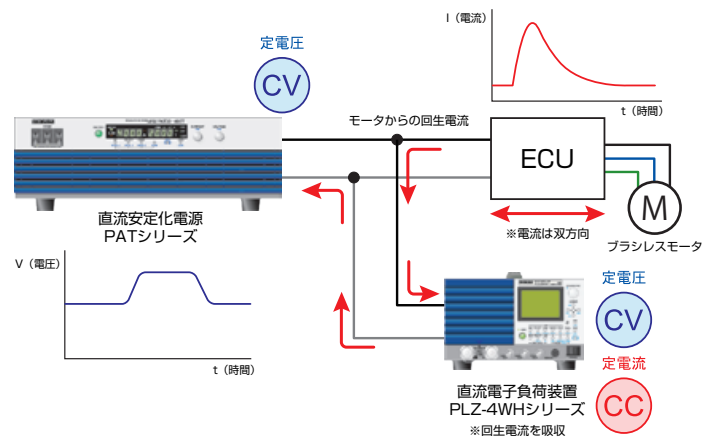 定電圧
CV
I（電流）
t（時間）
モータからの回生電流
ECU
M
※電流は双方向
ブラシレスモータ
直流安定化電源
PATシリーズ
V（電圧）
t（時間）
定電圧
CV
定電流
CC
直流電子負荷装置
PLZ-4WHシリーズ
※回生電流を吸収